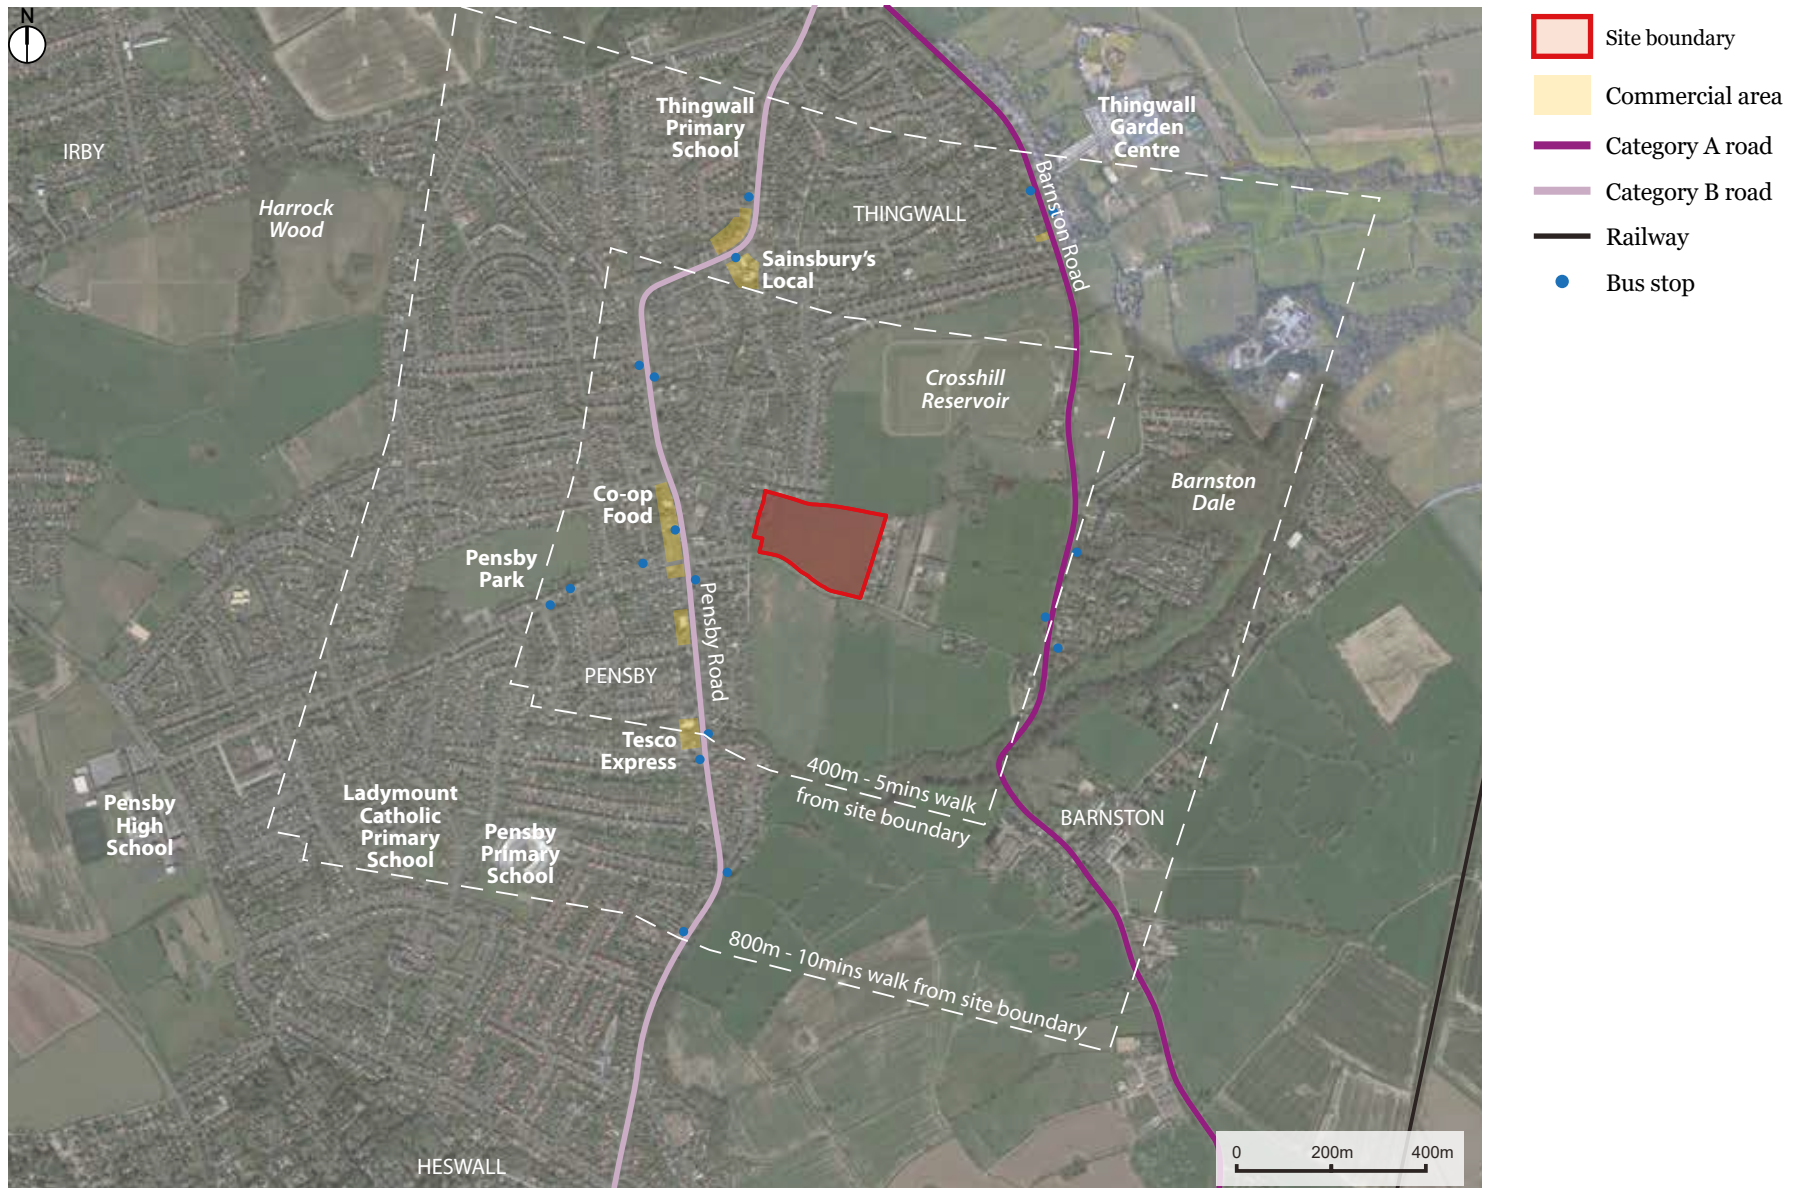 N
IRBY
Harrock
Wood
Thingwall
Primary
School
Thingwall
Garden
Centre
THINGWALL
Barnston Road
Sainsbury's
Local
Crosshill
Reservoir
Barnston
Dale
Co-op
Food
Pensby
Park
Pensby Road
PENSBY
Tesco
Express
400m - 5mins walk
from site boundary
BARNSTON
Pensby
High
School
Ladymount
Catholic
Primary
School
Pensby
Primary
School
800m - 10mins walk from site boundary
HESWALL
0 200m 400m
Site boundary
Commercial area
Category A road
Category B road
Railway
Bus stop